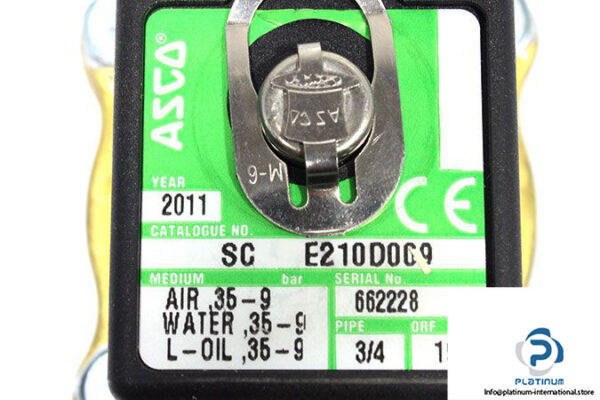 ASCO
ASCO
M-6
YEAR
2011
CE
CATALOGUE NO.
SC E210D009
MEDIUM bar
SERIAL No.
AIR ,35-9
662228
WATER ,35-9
PIPE ORF
L-OIL ,35-9
3/4
PLATINUM
Info@platinum-international.store